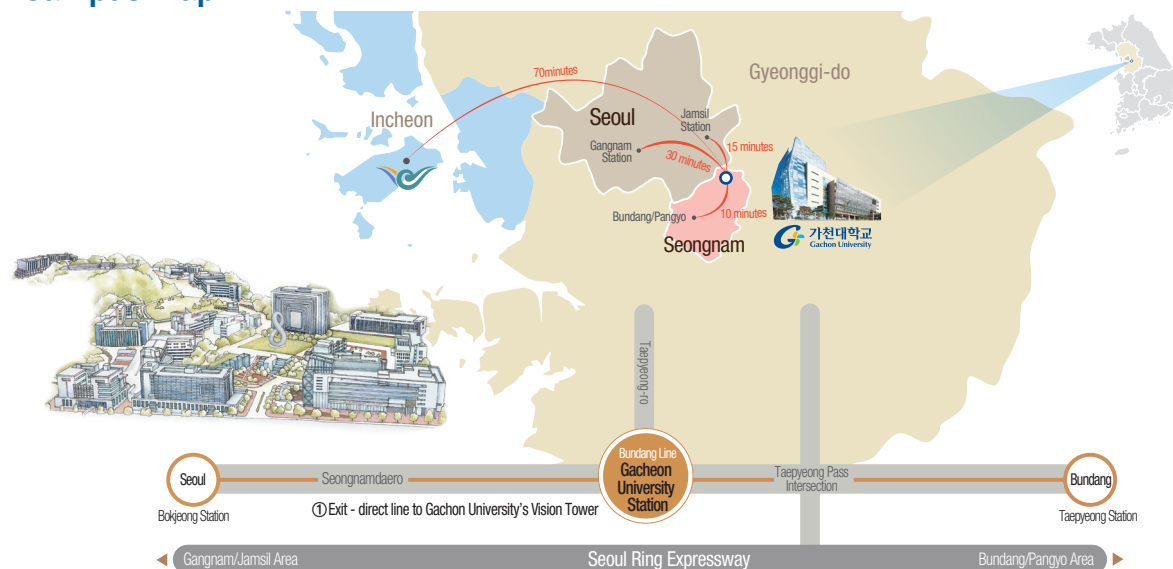 Campus Map
70minutes
Gyeonggi-do
Incheon
Seoul
Jamsil
Station
Gangnam
Station
15 minutes
30 minutes
Bundang/Pangyo
10 minutes
Seongnam
가천대학교
Gachon University
Taepyeong-ro
Bundang Line
Gacheon
University
Station
Seoul
Seongnamdaero
Taepyeong Pass
Intersection
Bundang
Bokjeong Station
①Exit - direct line to Gachon University's Vision Tower
Taepyeong Station
Gangnam/Jamsil Area
Seoul Ring Expressway
Bundang/Pangyo Area